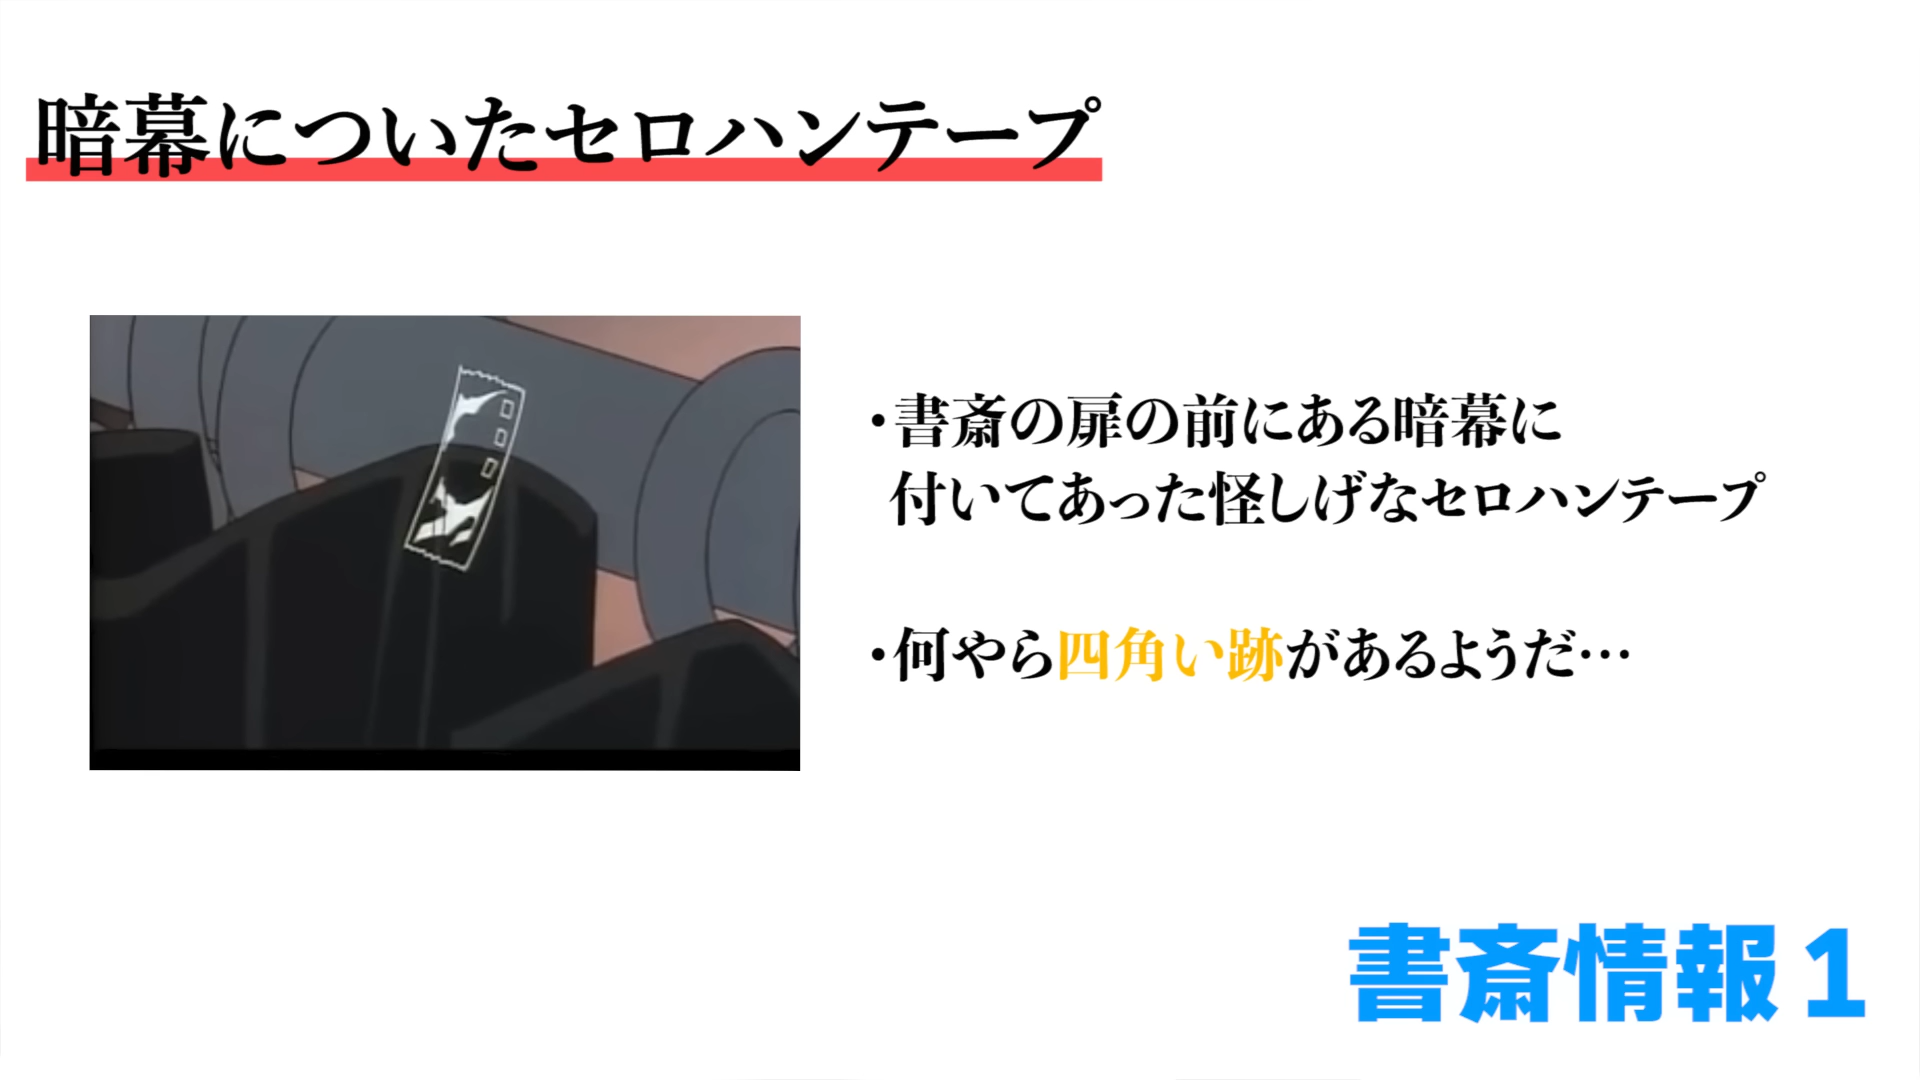 暗幕についたセロハンテープ
・書斎の扉の前にある暗幕に
付いてあった怪しげなセロハンテープ
・何やら四角い跡があるようだ…
書斎情報1